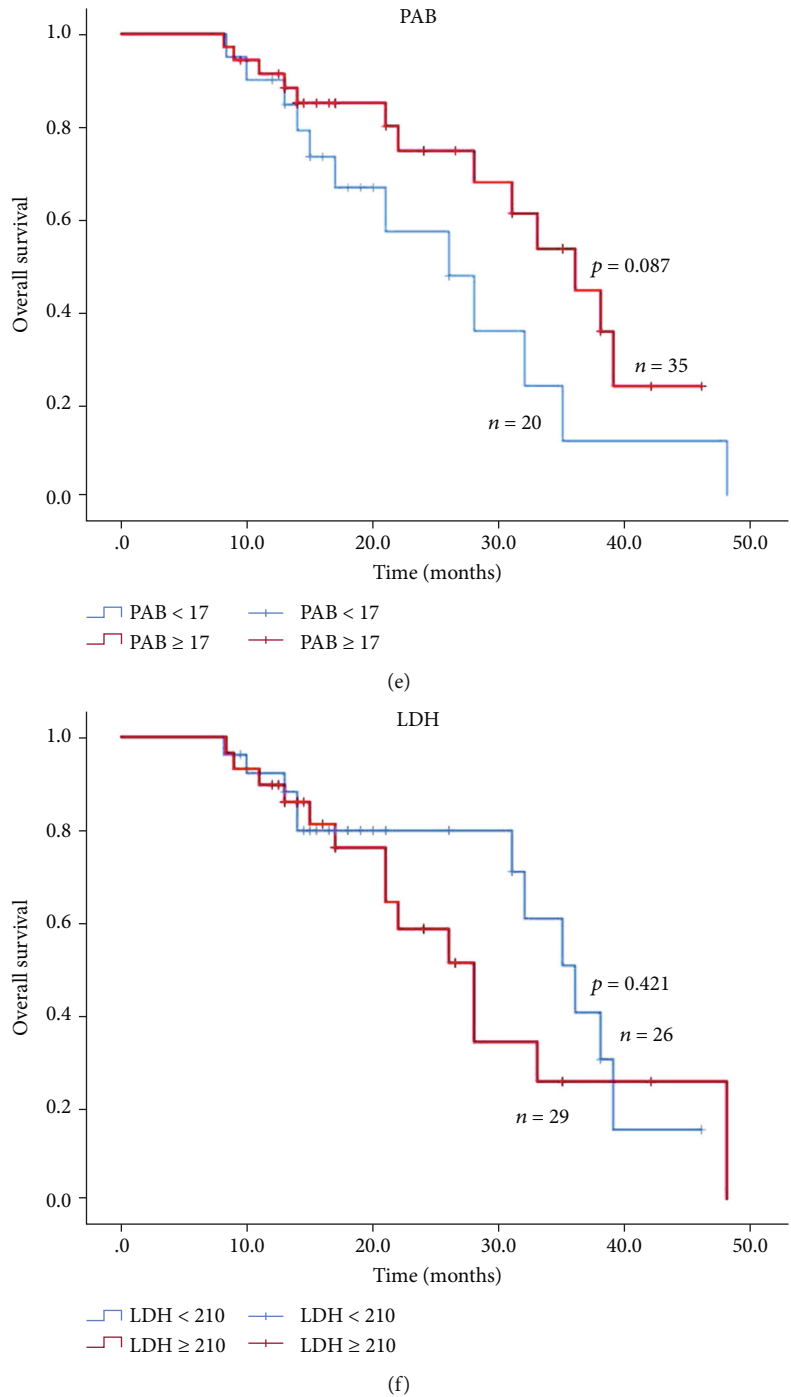 PAB
1.0
0.8
0.6
0.4
0.2
0.0
Overall survival
p = 0.087
n = 35
n = 20
.0 10.0 20.0 30.0 40.0 50.0
Time (months)
PAB < 17 PAB < 17
PAB ≥ 17 PAB ≥ 17
(e)
LDH
1.0
0.8
0.6
0.4
0.2
0.0
Overall survival
p = 0.421
n = 26
n = 29
.0 10.0 20.0 30.0 40.0 50.0
Time (months)
LDH < 210 LDH < 210
LDH ≥ 210 LDH ≥ 210
(f)